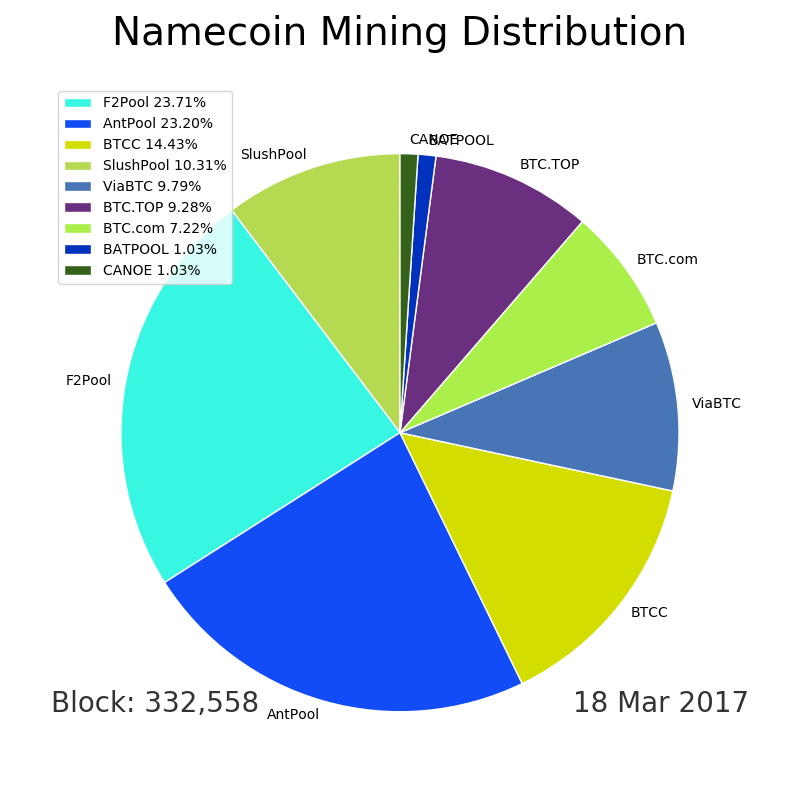 Namecoin Mining Distribution
F2Pool 23.71%
AntPool 23.20%
BTCC 14.43%
SlushPool 10.31%
ViaBTC 9.79%
BTC.TOP 9.28%
BTC.com 7.22%
BATPOOL 1.03%
CANOE 1.03%
CANOE
BATPOOL
SlushPool
BTC.TOP
BTC.com
F2Pool
ViaBTC
BTCC
AntPool
Block: 332,558
18 Mar 2017